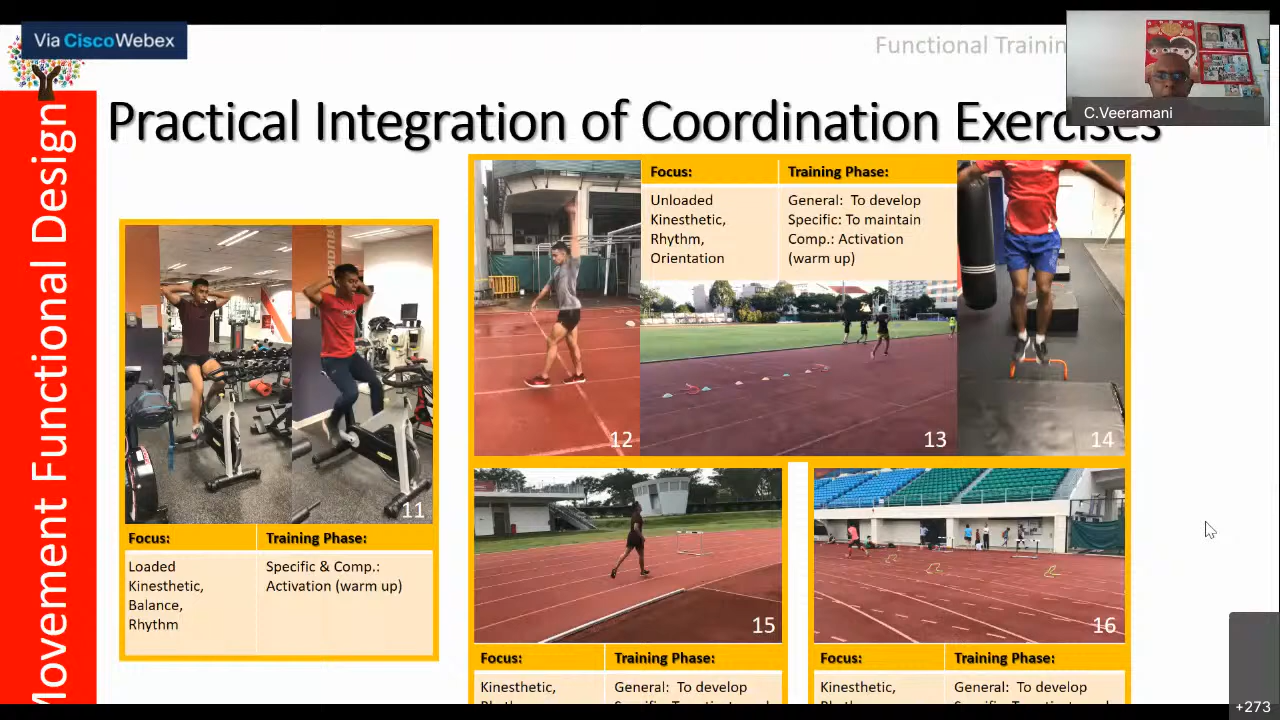 Via Cisco Webex
Functional Trainin
C.Veeramani
Movement Functional Design
Practical Integration of Coordination Exercises
Focus:
Training Phase:
Unloaded
Kinesthetic,
Rhythm,
Orientation
General: To develop
Specific: To maintain
Comp.: Activation
(warm up)
11
12
13
14
Focus:
Training Phase:
Loaded
Kinesthetic,
Balance,
Rhythm
Specific & Comp.:
Activation (warm up)
15
16
Focus:
Training Phase:
Kinesthetic,
General: To develop
Focus:
Training Phase:
Kinesthetic,
General: To develop
+273